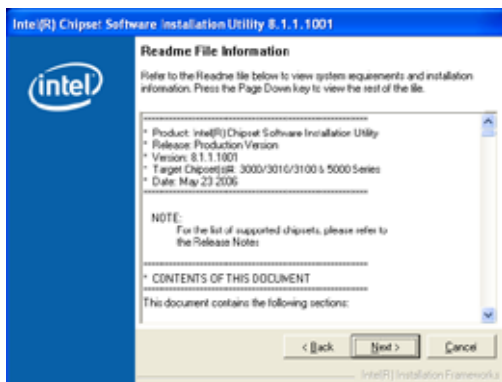 Intel(R) Chipset Software Installation Utility 8.1.1.1001
intel
Readme File Information
Refer to the Readme file below to view system requirements and installation
information. Press the Page Down key to view the rest of the file.
************************************************************
* Product: Intel(R) Chipset Software Installation Utility
* Release: Production Version
* Version: 8.1.1.1001
* Target Chipset(s)#: 3000/3010/3100 & 5000 Series
* Date: May 23 2006
************************************************************
NOTE:
For the list of supported chipsets, please refer to
the Release Notes
************************************************************
* CONTENTS OF THIS DOCUMENT
************************************************************
This document contains the following sections:
< Back
Next >
Cancel
Intel(R) Installation Frameworks